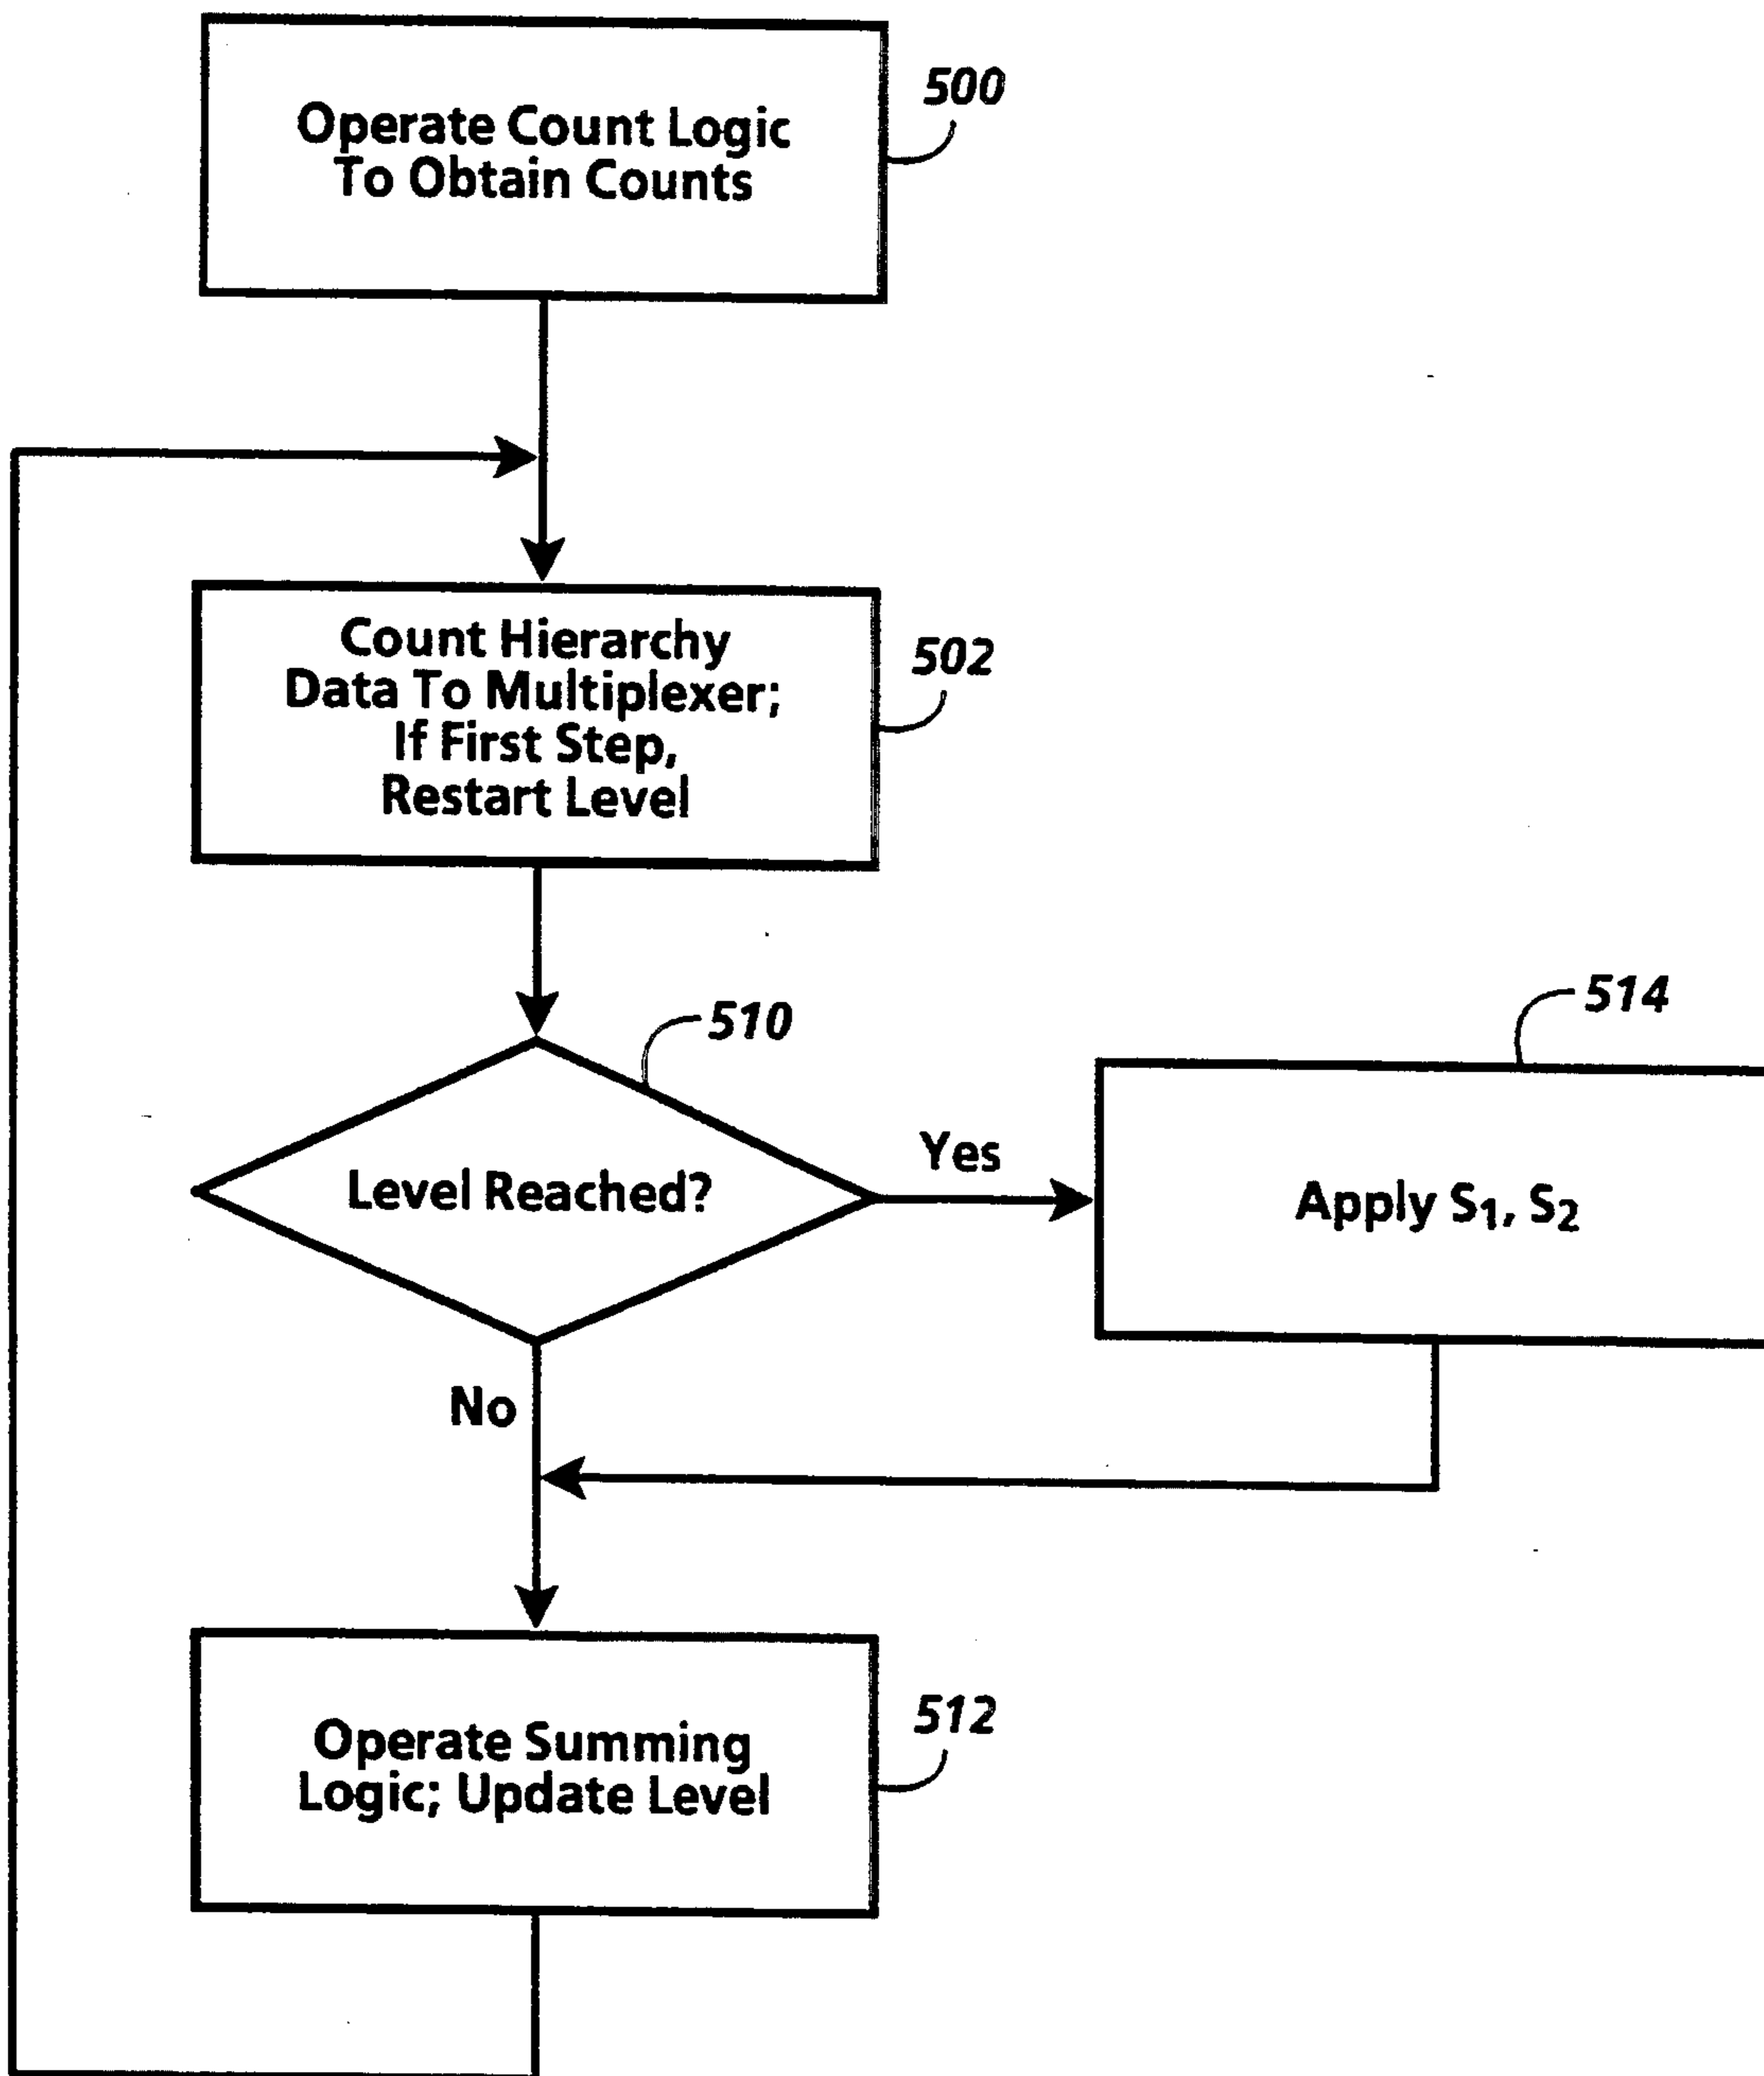 Operate Count Logic
To Obtain Counts
500
Count Hierarchy
Data To Multiplexer;
If First Step,
Restart Level
502
510
Level Reached?
Yes
514
Apply S₁, S₂
No
Operate Summing
Logic; Update Level
512